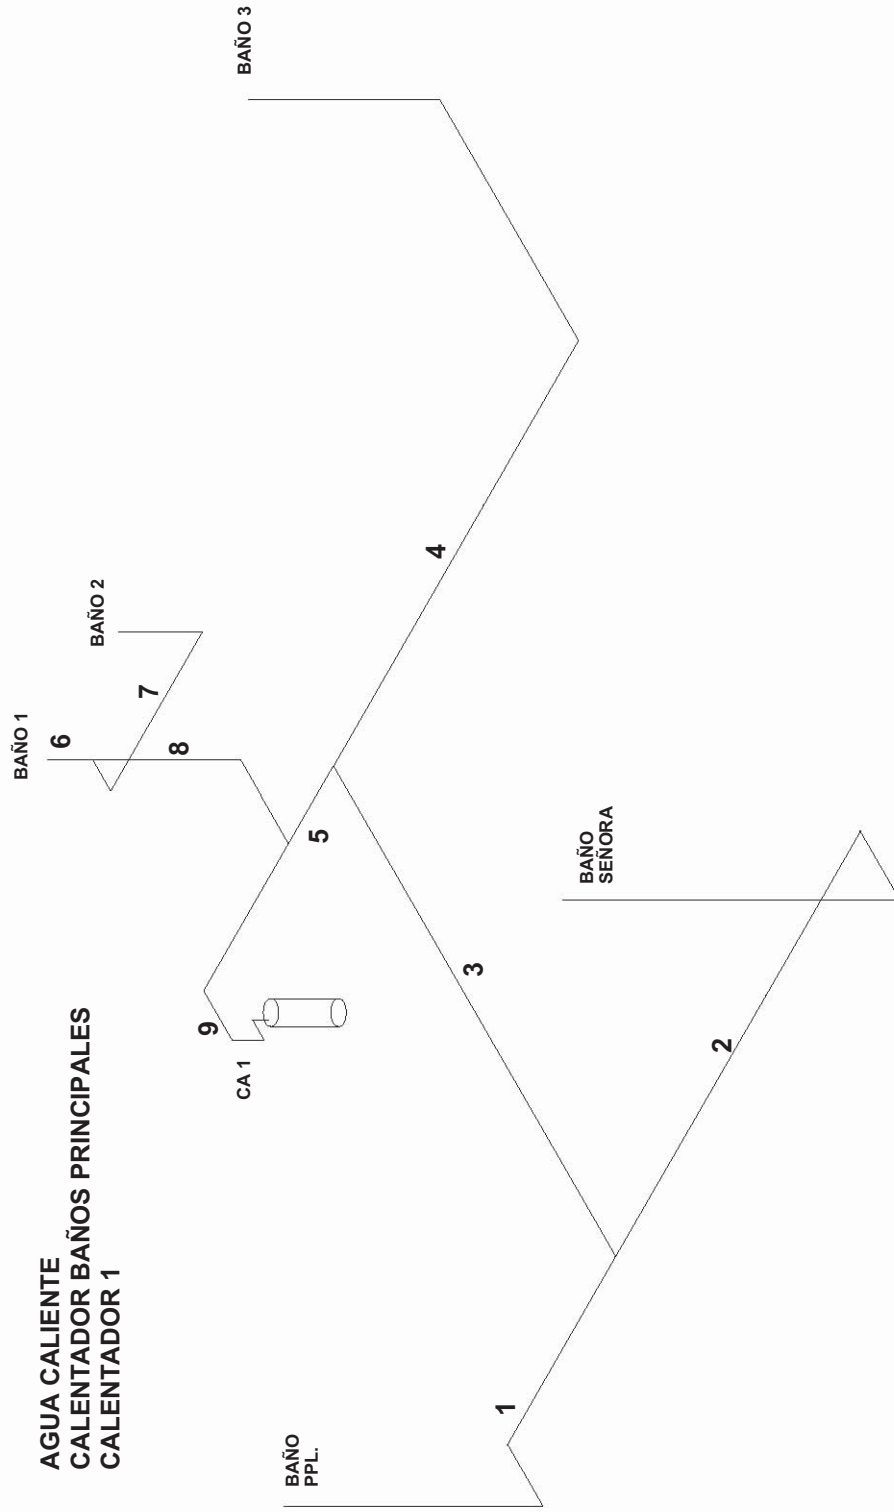 AGUA CALIENTE
CALENTADOR BAÑOS PRINCIPALES
CALENTADOR 1
BAÑO
PPL.
1
CA 1
9
2
3
BAÑO
SEÑORA
5
BAÑO 1
6
8
7
BAÑO 2
4
BAÑO 3